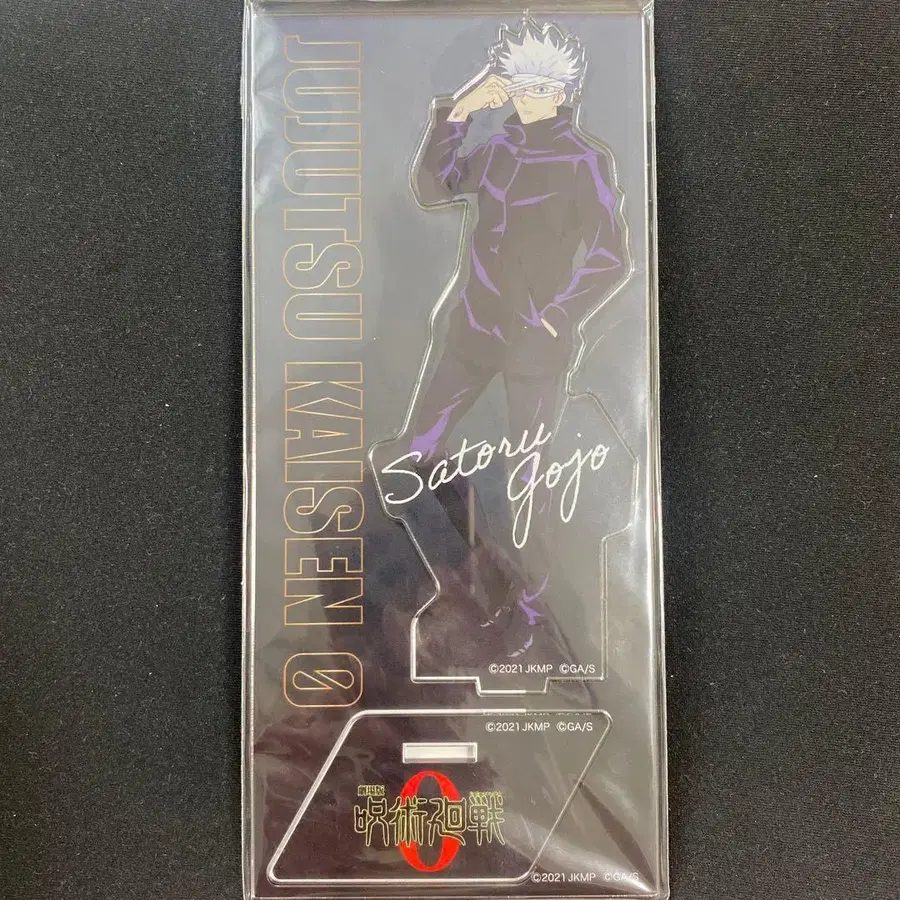 JUJUTSU KAISEN 0
Satoru
Gojo
©2021 JKMP ©GA/S
©2021 JKMP ©GA/S
劇場版
呪術廻戦
0
©2021 JKMP ©GA/S